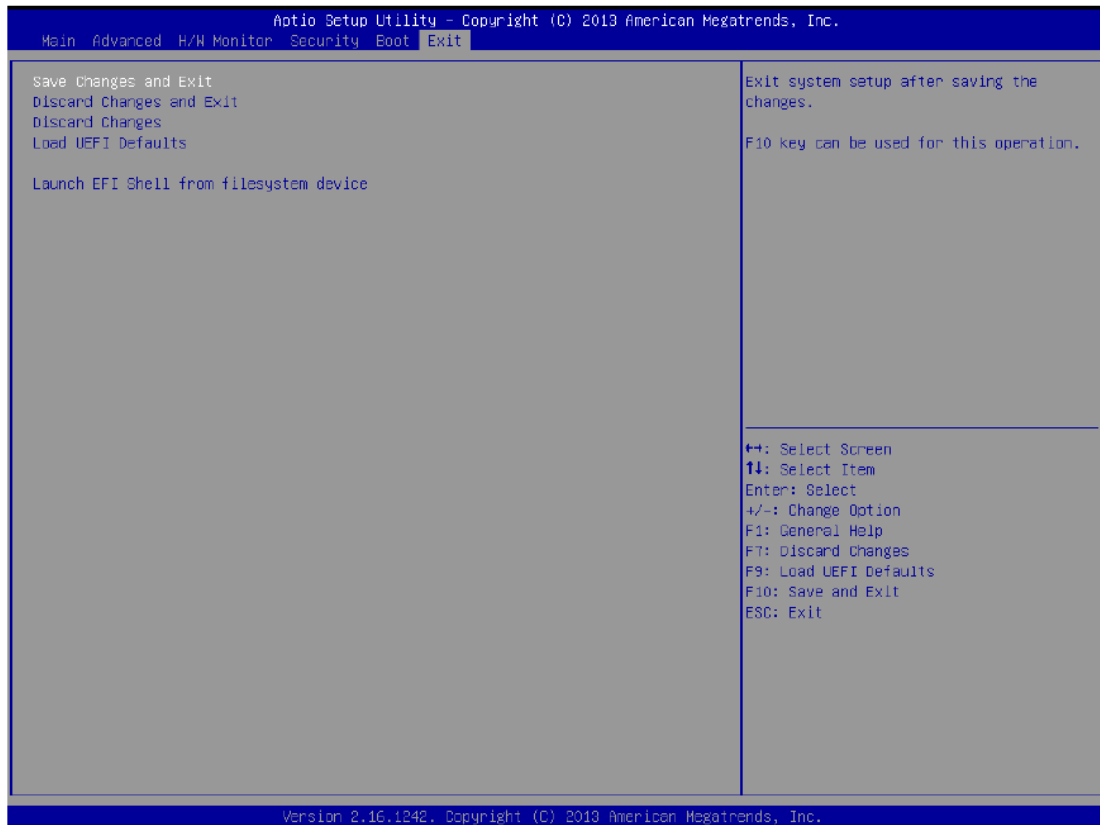 Aptio Setup Utility - Copyright (C) 2013 American Megatrends, Inc.
Main Advanced H/W Monitor Security Boot Exit
Save Changes and Exit
Discard Changes and Exit
Discard Changes
Load UEFI Defaults
Launch EFI Shell from filesystem device
Exit system setup after saving the
changes.
F10 key can be used for this operation.
↔: Select Screen
↑↓: Select Item
Enter: Select
+/-: Change Option
F1: General Help
F7: Discard Changes
F9: Load UEFI Defaults
F10: Save and Exit
ESC: Exit
Version 2.16.1242. Copyright (C) 2013 American Megatrends, Inc.